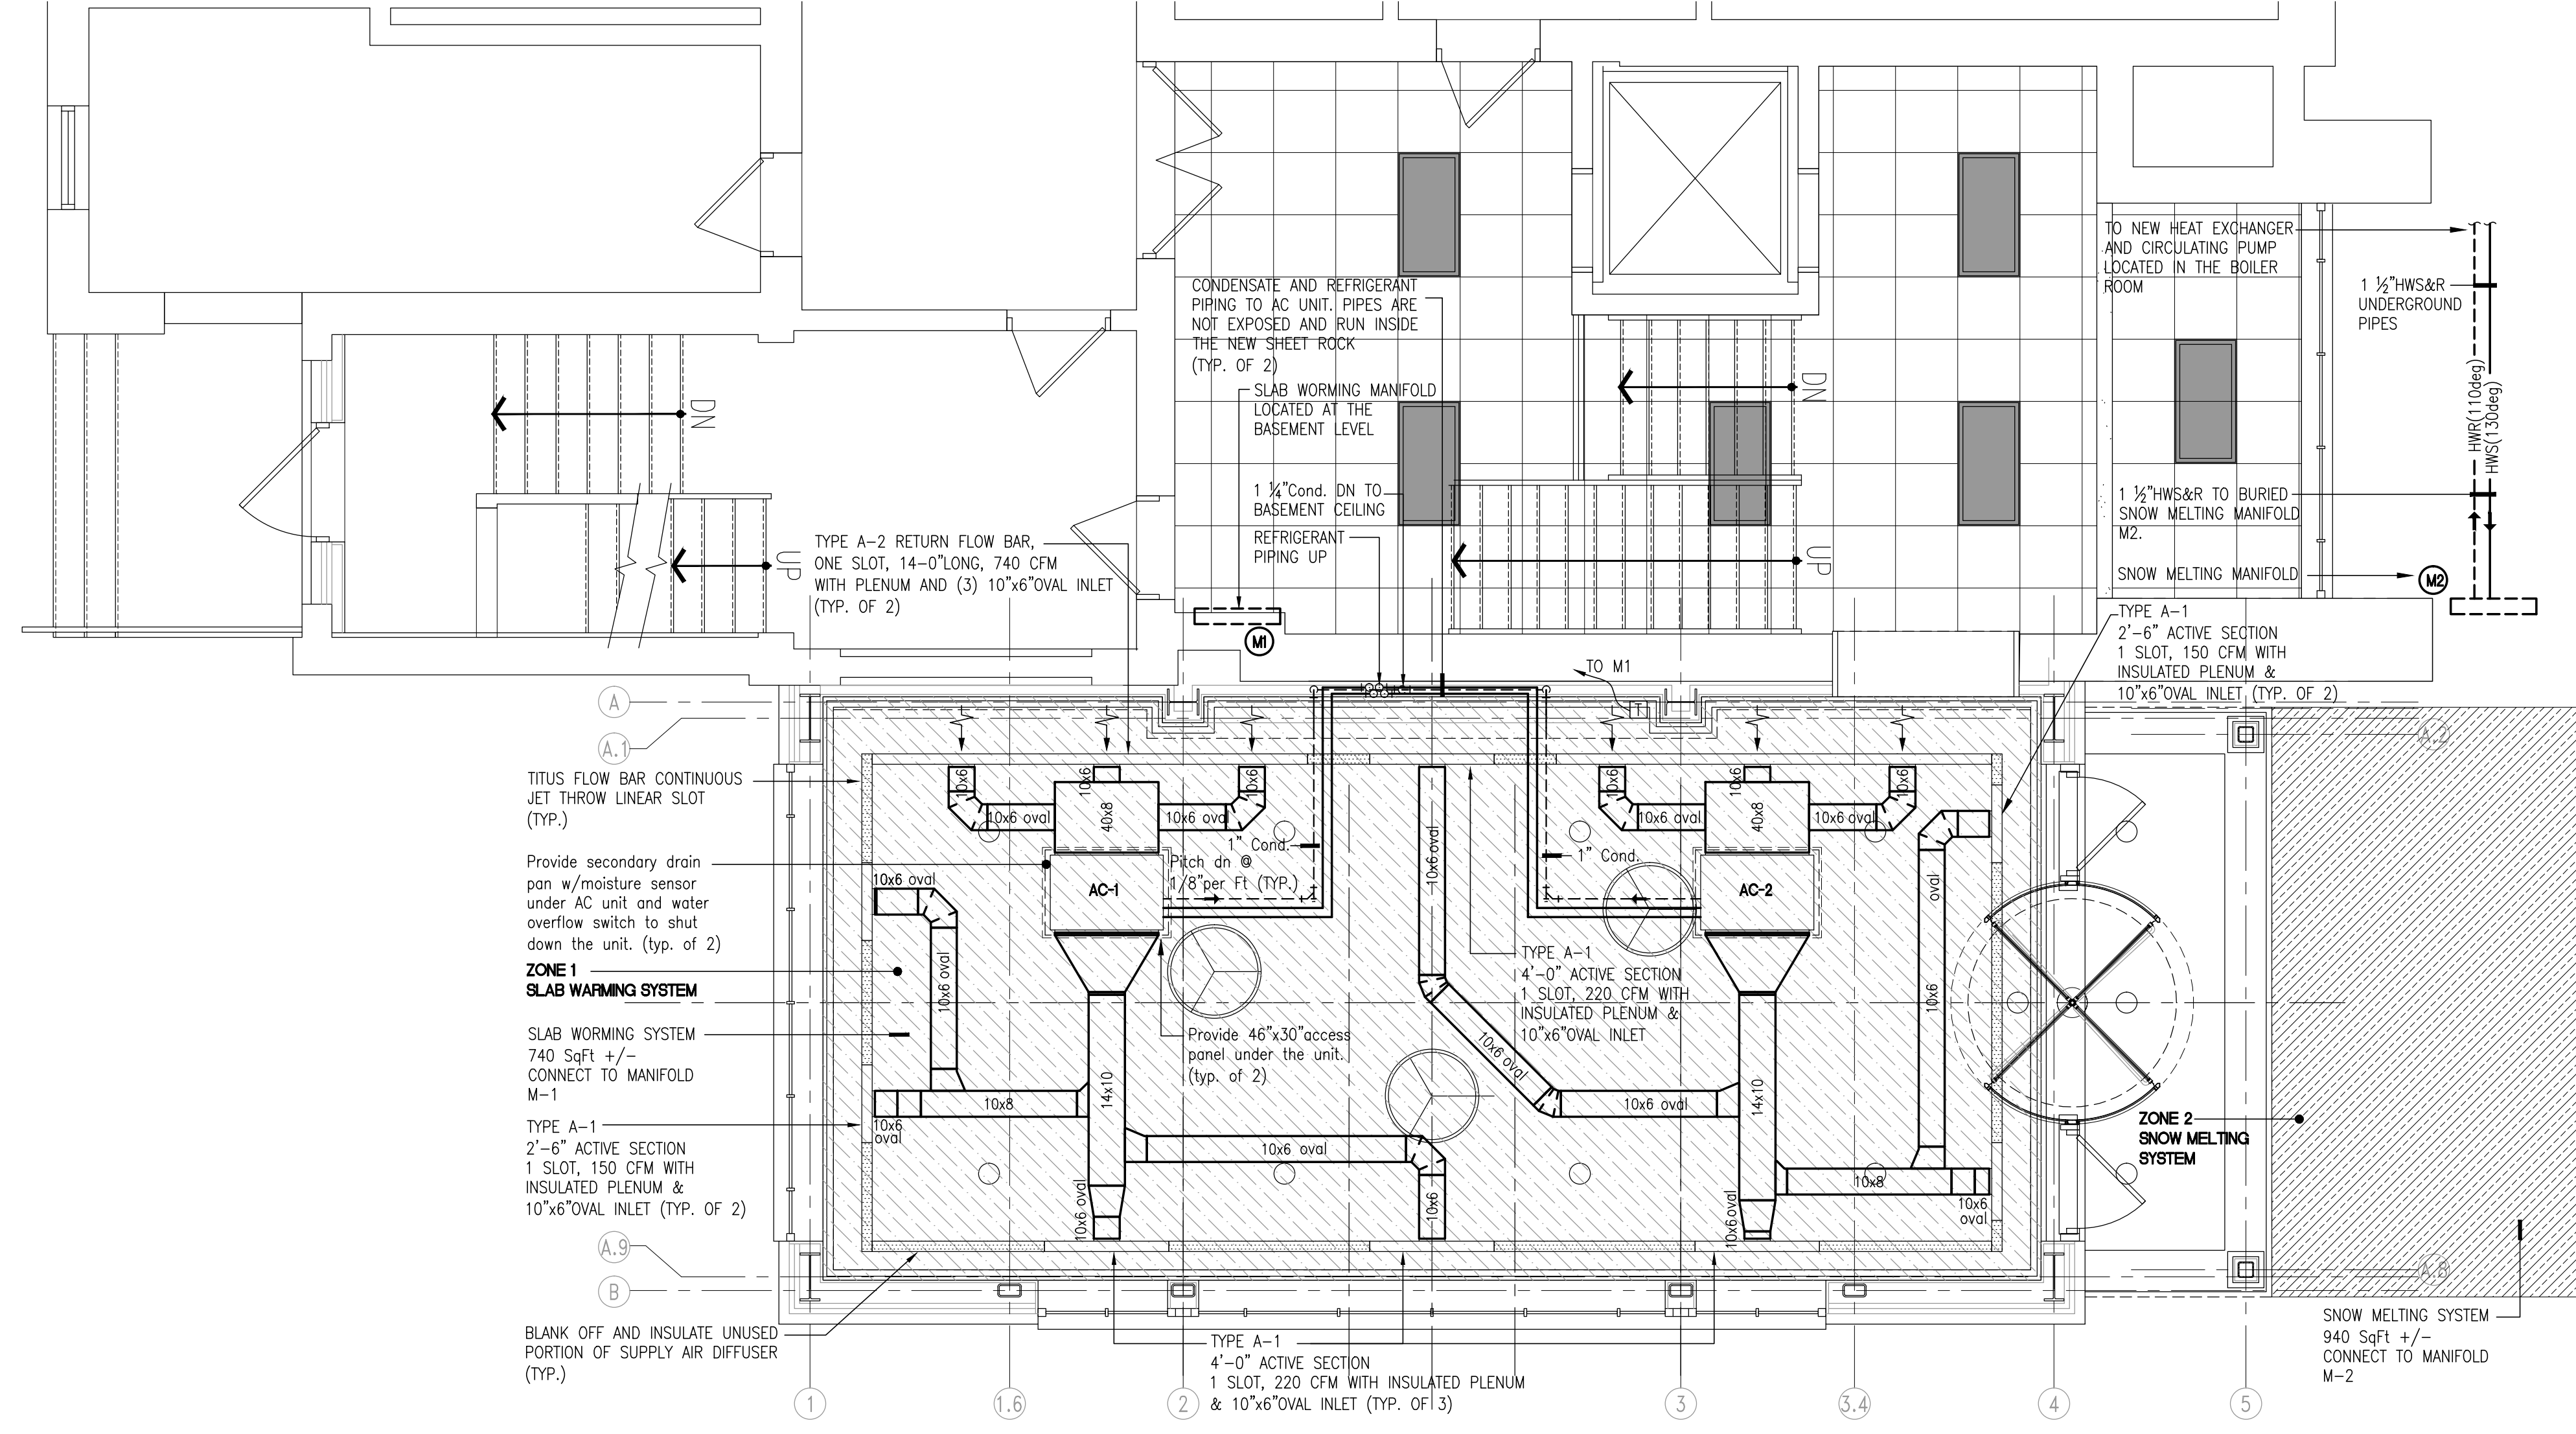 TO NEW HEAT EXCHANGER
AND CIRCULATING PUMP
LOCATED IN THE BOILER
ROOM
1 ½"HWS&R
UNDERGROUND
PIPES
HWR(110deg)
HWS(130deg)
CONDENSATE AND REFRIGERANT
PIPING TO AC UNIT. PIPES ARE
NOT EXPOSED AND RUN INSIDE
THE NEW SHEET ROCK
(TYP. OF 2)
SLAB WORMING MANIFOLD
LOCATED AT THE
BASEMENT LEVEL
DN
DN
1 ¼"Cond. DN TO
BASEMENT CEILING
REFRIGERANT
PIPING UP
1 ½"HWS&R TO BURIED
SNOW MELTING MANIFOLD
M2.
SNOW MELTING MANIFOLD
M2
UP
UP
TYPE A-2 RETURN FLOW BAR,
ONE SLOT, 14-0"LONG, 740 CFM
WITH PLENUM AND (3) 10"x6"OVAL INLET
(TYP. OF 2)
M1
TO M1
T
TYPE A-1
2'-6" ACTIVE SECTION
1 SLOT, 150 CFM WITH
INSULATED PLENUM &
10"x6"OVAL INLET (TYP. OF 2)
A
A.1
A.2
TITUS FLOW BAR CONTINUOUS
JET THROW LINEAR SLOT
(TYP.)
10x6
10x6
10x6
10x6
10x6
10x6
10x6 oval
40x8
10x6 oval
10x6 oval
40x8
10x6 oval
1" Cond.
Pitch dn @
1/8"per Ft (TYP.)
1" Cond.
10x6 oval
Provide secondary drain
pan w/moisture sensor
under AC unit and water
overflow switch to shut
down the unit. (typ. of 2)
10x6 oval
AC-1
AC-2
oval
10x6
10x6 oval
ZONE 1
SLAB WARMING SYSTEM
SLAB WORMING SYSTEM
740 SqFt +/-
CONNECT TO MANIFOLD
M-1
Provide 46"x30"access
panel under the unit.
(typ. of 2)
TYPE A-1
4'-0" ACTIVE SECTION
1 SLOT, 220 CFM WITH
INSULATED PLENUM &
10"x6"OVAL INLET
10x6 oval
14x10
14x10
10x8
10x6 oval
TYPE A-1
2'-6" ACTIVE SECTION
1 SLOT, 150 CFM WITH
INSULATED PLENUM &
10"x6"OVAL INLET (TYP. OF 2)
10x6
oval
10x6 oval
10x6 oval
10x6
10x6oval
10x8
10x6
oval
ZONE 2
SNOW MELTING
SYSTEM
A.9
B
A.8
BLANK OFF AND INSULATE UNUSED
PORTION OF SUPPLY AIR DIFFUSER
(TYP.)
TYPE A-1
4'-0" ACTIVE SECTION
1 SLOT, 220 CFM WITH INSULATED PLENUM
& 10"x6"OVAL INLET (TYP. OF 3)
SNOW MELTING SYSTEM
940 SqFt +/-
CONNECT TO MANIFOLD
M-2
1
1.6
2
3
3.4
4
5